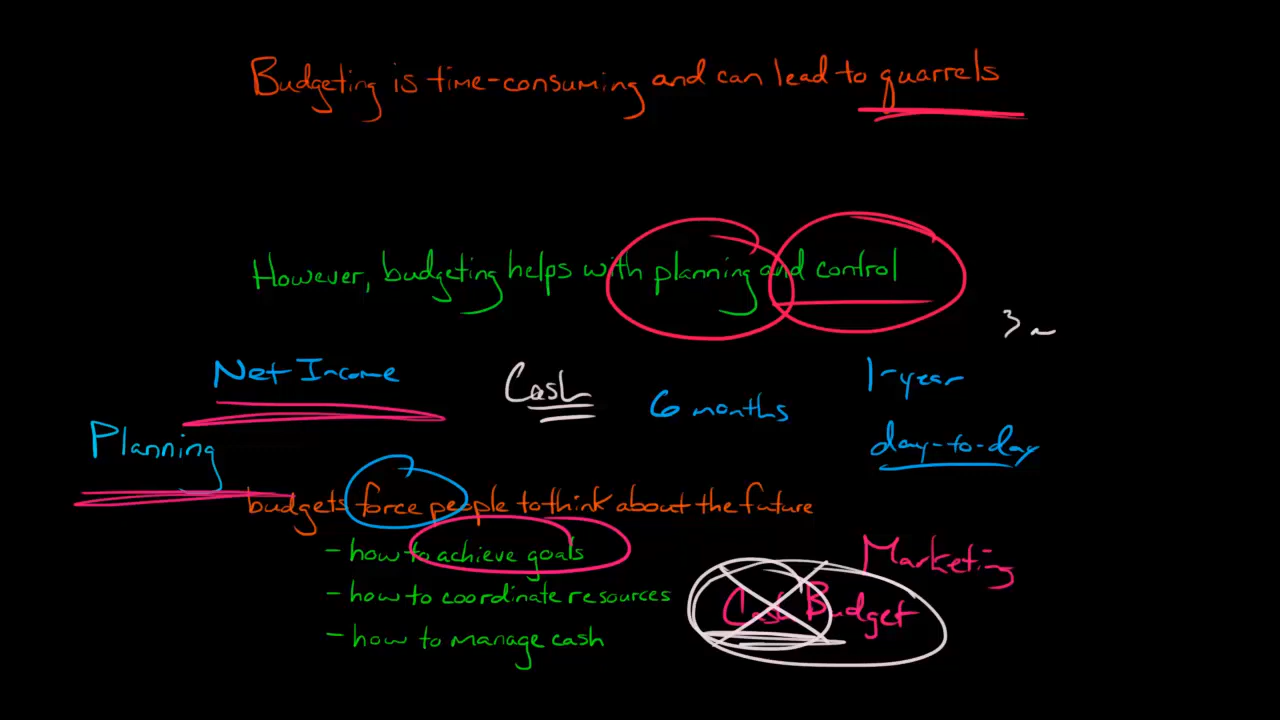 Budgeting is time-consuming and can lead to quarrels
However, budgeting helps with planning and control
3 m
Net Income
Cash
6 months
1-year
Planning
day-to-day
budgets force people to think about the future
- how to achieve goals
Marketing
- how to coordinate resources
Cash Budget
- how to manage cash